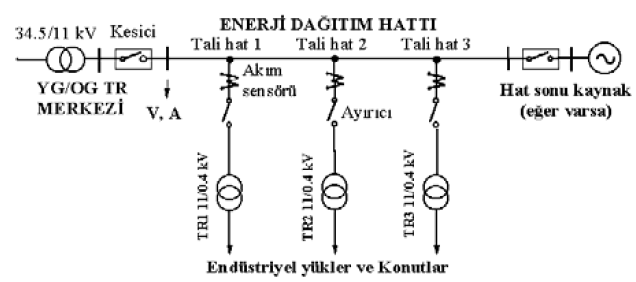 ENERJİ DAĞITIM HATTI
34.5/11 kV
Kesici
Tali hat 1
Tali hat 2
Tali hat 3
YG/OG TR
MERKEZİ
V, A
Akım
sensörü
Ayırıcı
Hat sonu kaynak
(eğer varsa)
TR1 11/0.4 kV
TR2 11/0.4 kV
TR3 11/0.4 kV
Endüstriyel yükler ve Konutlar